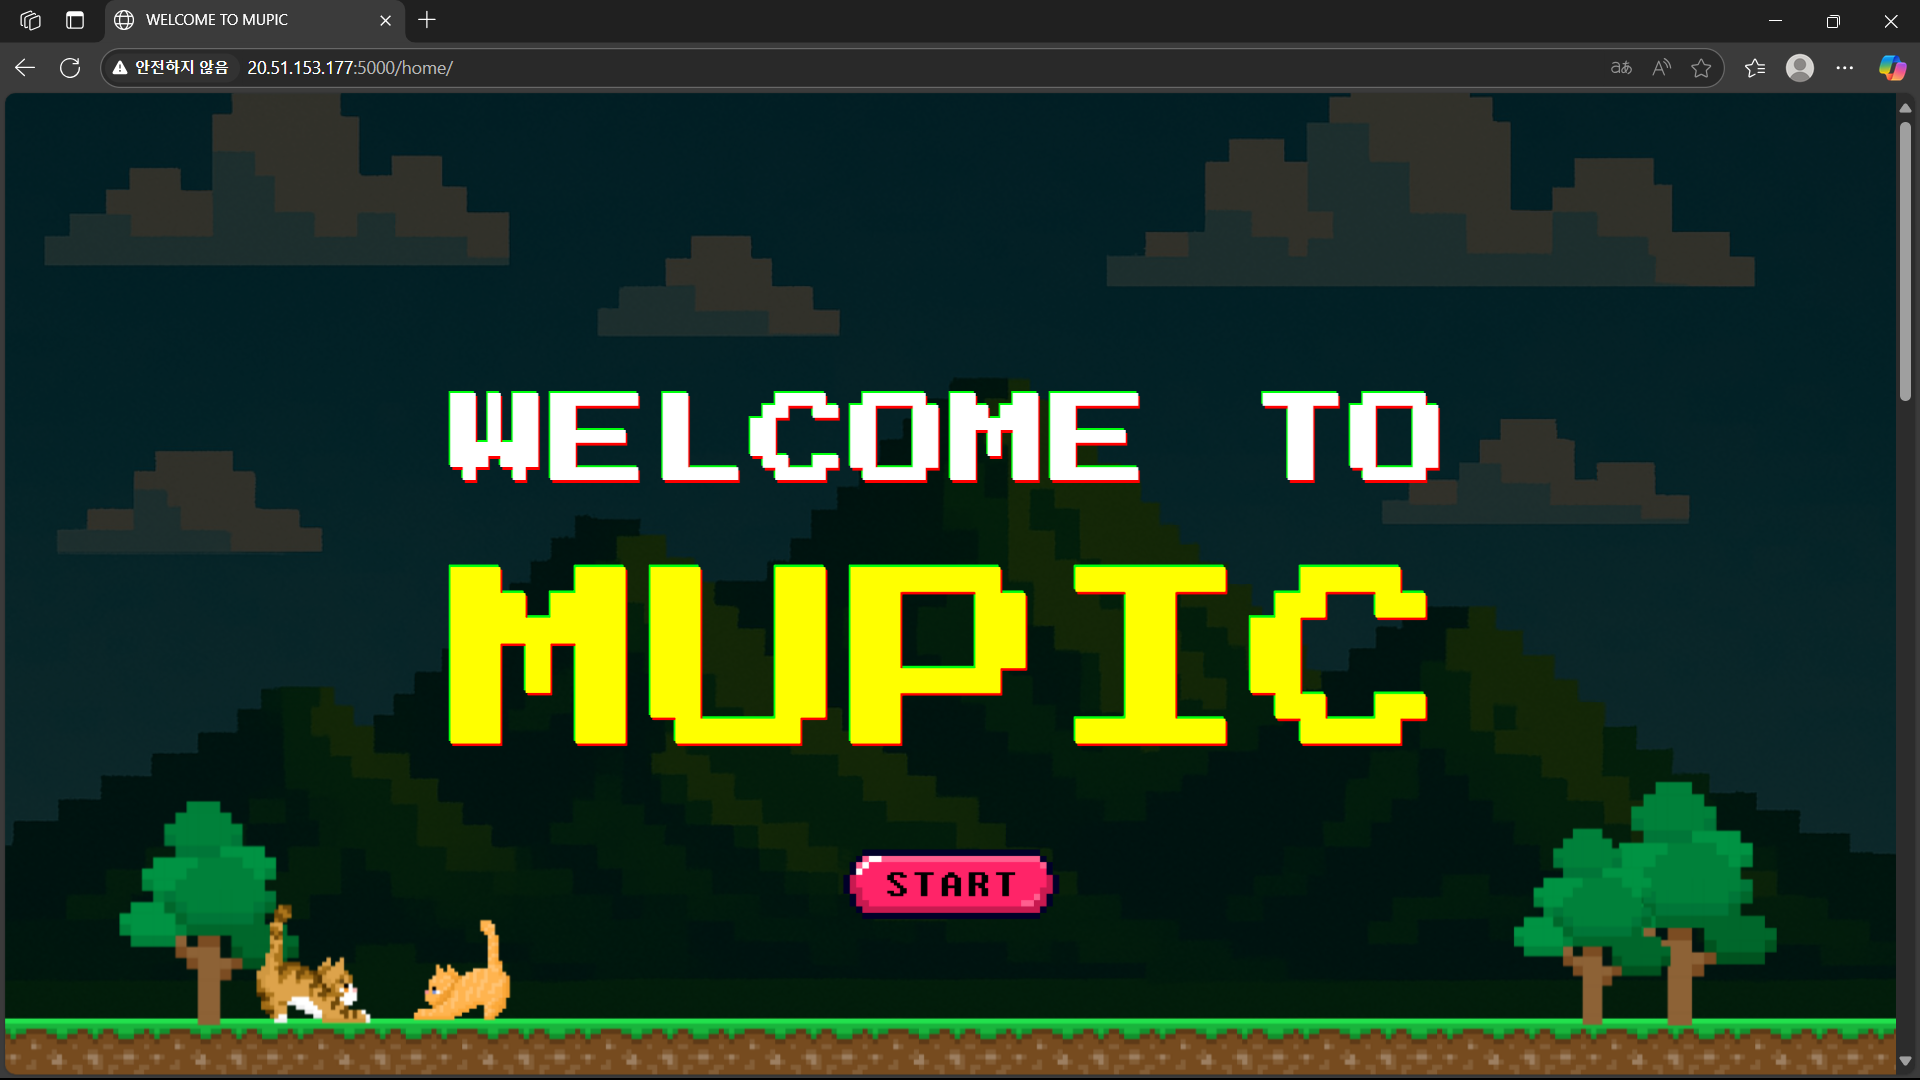 WELCOME TO MUPIC
안전하지 않음 20.51.153.177:5000/home/
WELCOME TO
MUPIC
START